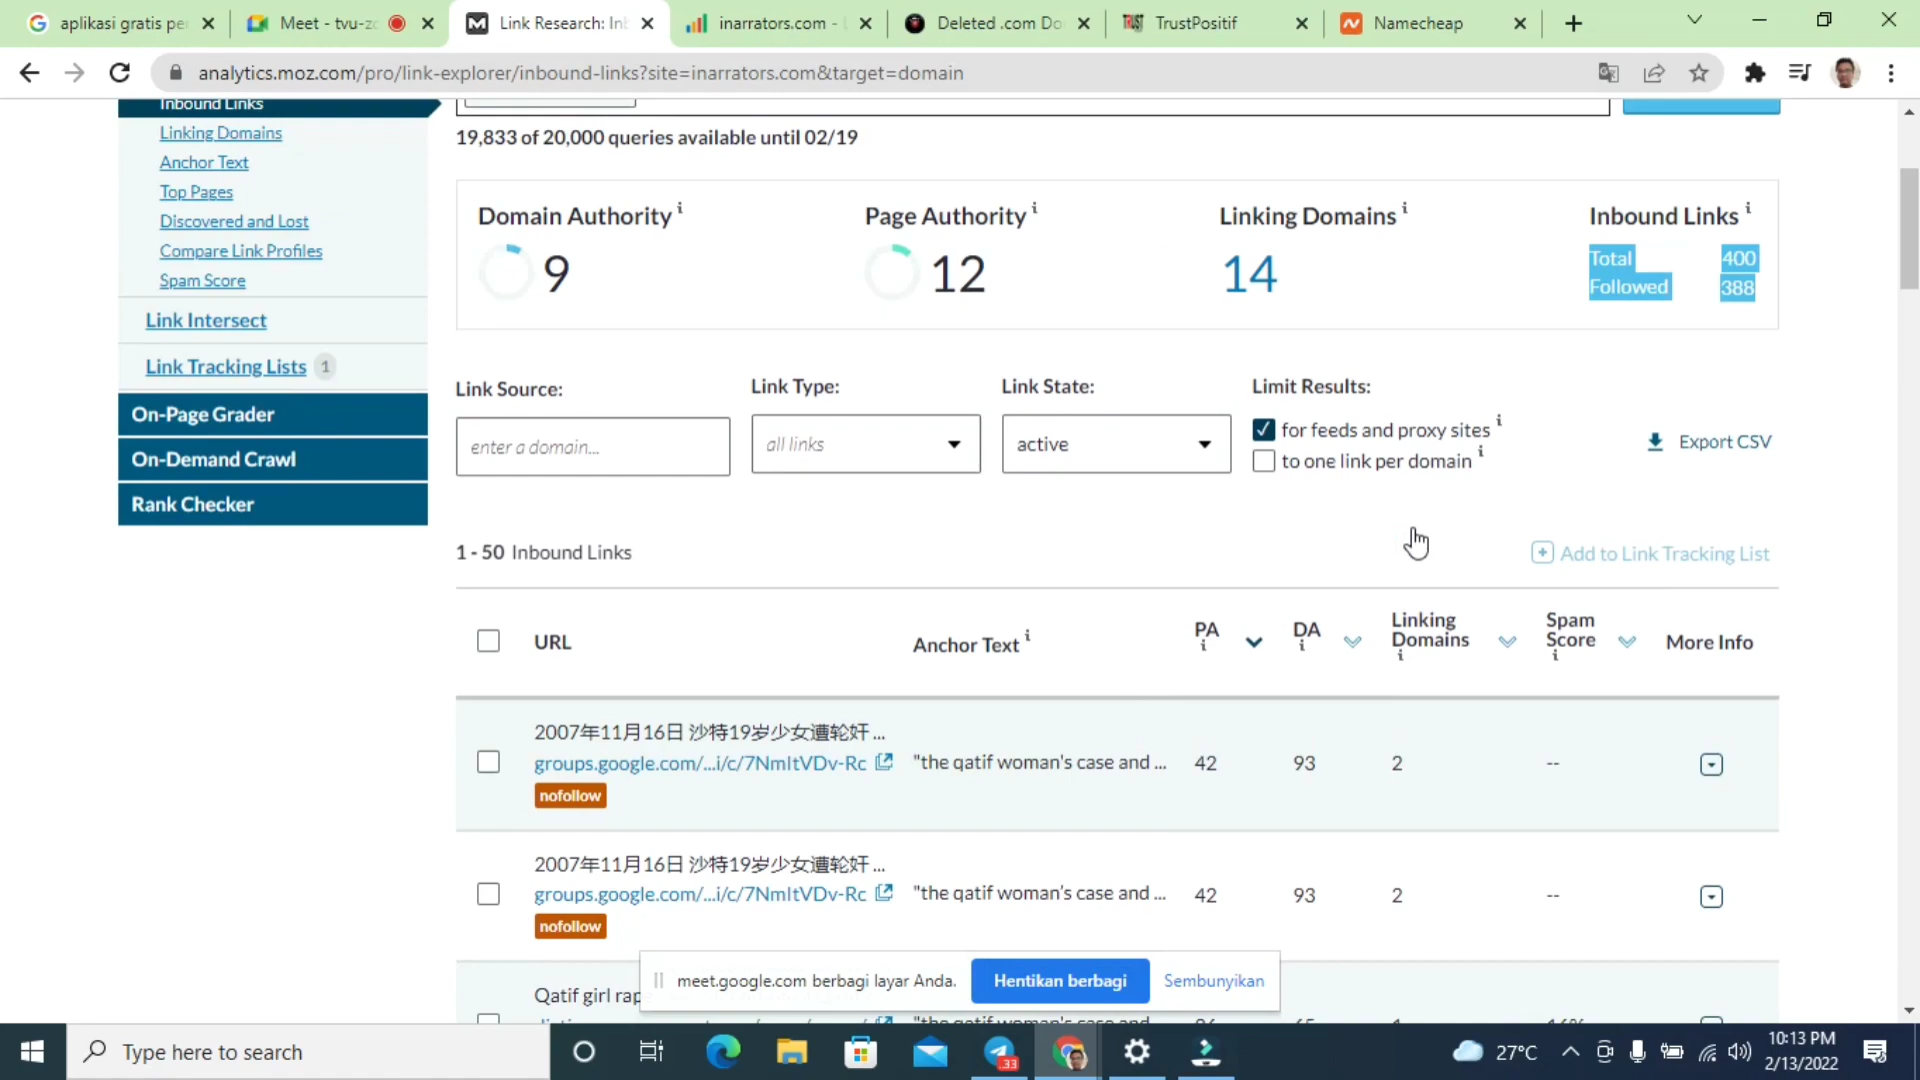 aplikasi gratis pe
Meet - tvu-zc
Link Research: In
inarrators.com -
Deleted .com Do
TrustPositif
Namecheap
analytics.moz.com/pro/link-explorer/inbound-links?site=inarrators.com&target=domain
Inbound Links
Linking Domains
Anchor Text
Top Pages
Discovered and Lost
Compare Link Profiles
Spam Score
Link Intersect
Link Tracking Lists 1
On-Page Grader
On-Demand Crawl
Rank Checker
19,833 of 20,000 queries available until 02/19
Domain Authority i
9
Page Authority i
12
Linking Domains i
14
Inbound Links i
Total 400
Followed 388
Link Source:
enter a domain...
Link Type:
all links
Link State:
active
Limit Results:
for feeds and proxy sites i
to one link per domain i
Export CSV
1 - 50 Inbound Links
Add to Link Tracking List
URL
Anchor Text i
PA i
DA i
Linking
Domains i
Spam
Score i
More Info
2007年11月16日 沙特19岁少女遭轮奸 ...
groups.google.com/...i/c/7NmItVDv-Rc
nofollow
"the qatif woman's case and ... 42 93 2 --
2007年11月16日 沙特19岁少女遭轮奸 ...
groups.google.com/...i/c/7NmItVDv-Rc
nofollow
"the qatif woman's case and ... 42 93 2 --
Qatif girl rap
meet.google.com berbagi layar Anda.
Hentikan berbagi
Sembunyikan
Type here to search
33
27°C
10:13 PM
2/13/2022